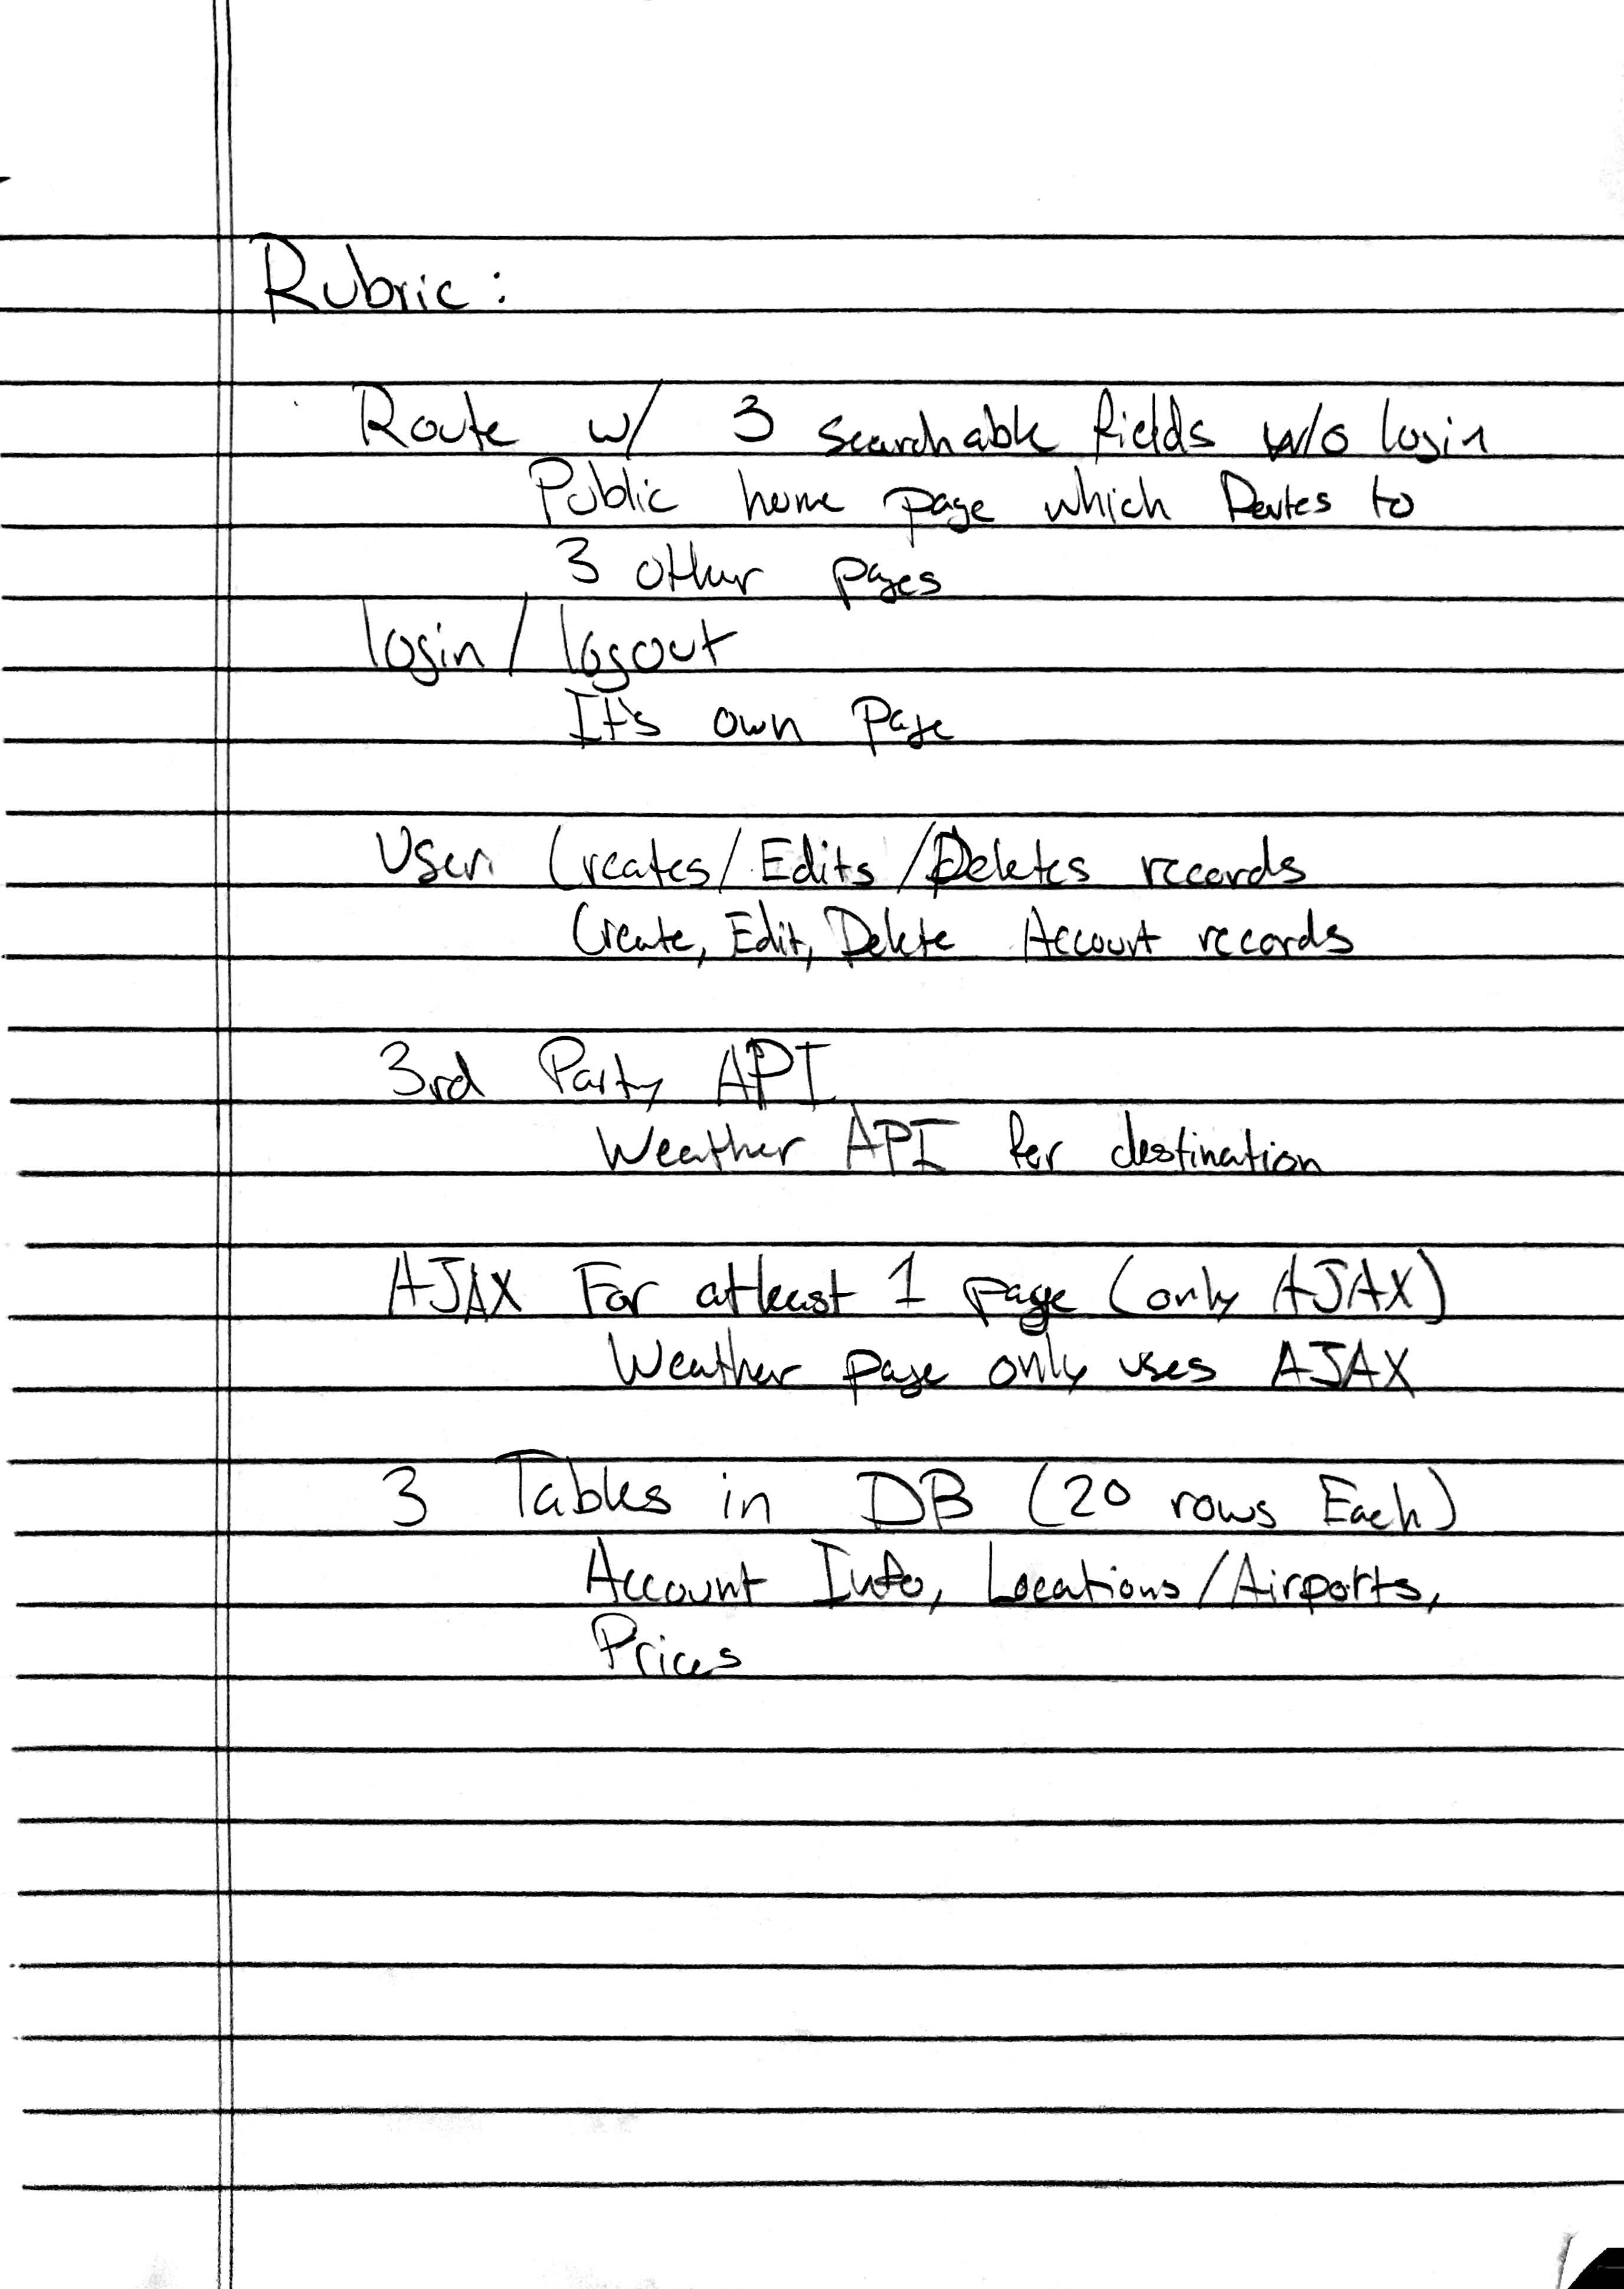 Rubric:
Route w/ 3 searchable fields w/o login
Public home page which Routes to
3 other pages
login / logout
It's own page
User Creates/Edits/Deletes records
Create, Edit, Delete Account records
3rd Party API
Weather API for destination
AJAX For atleast 1 page (only AJAX)
Weather page only uses AJAX
3 Tables in DB (20 rows Each)
Account Info, Locations/Airports,
Prices